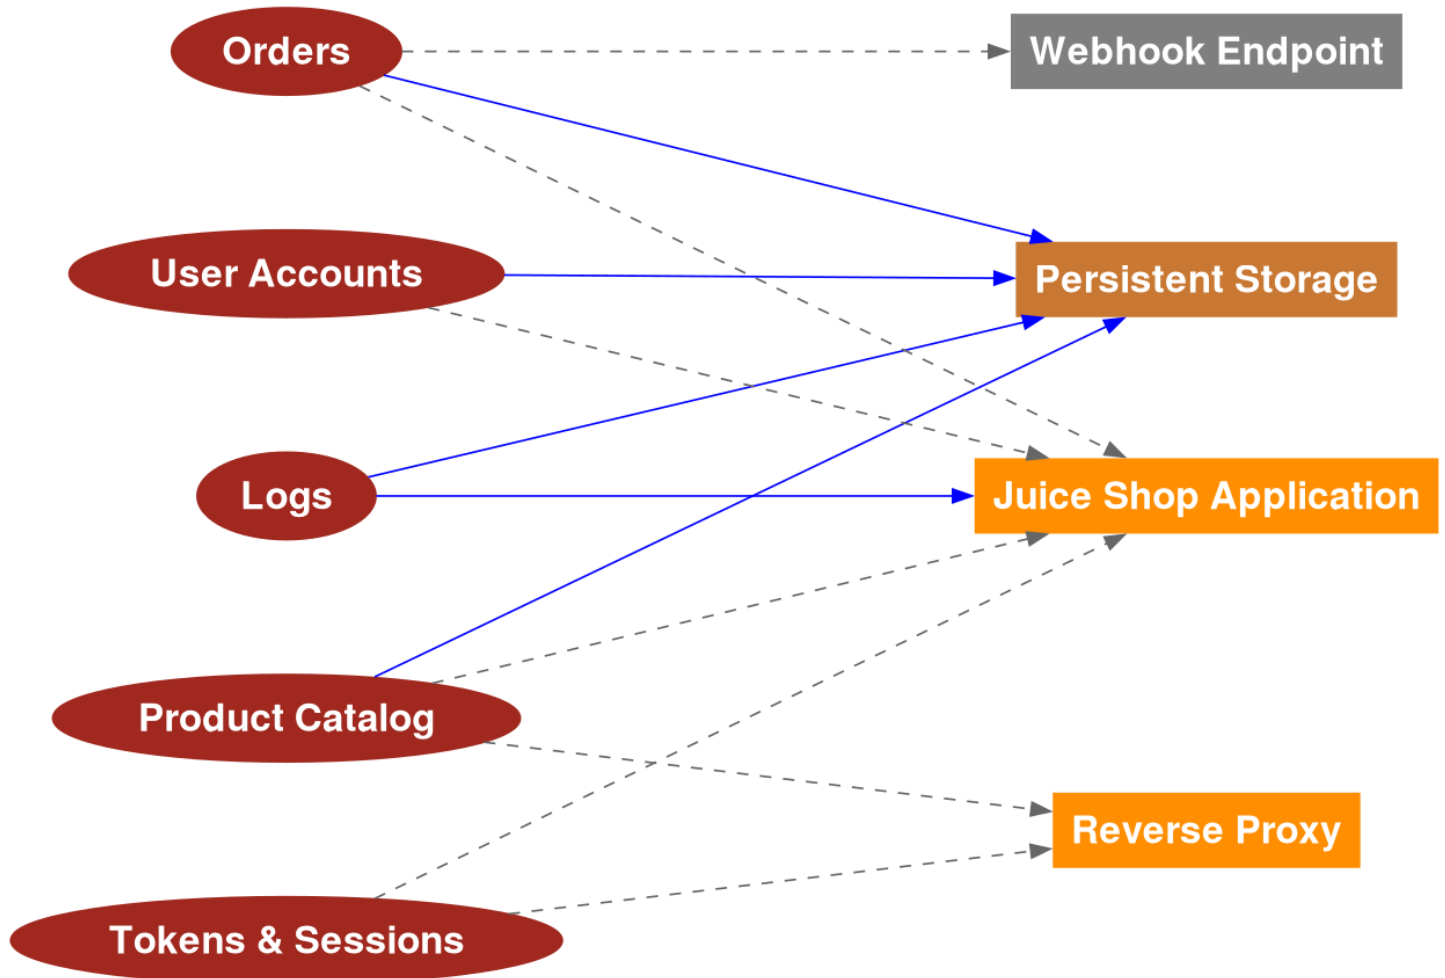 Orders
Webhook Endpoint
User Accounts
Persistent Storage
Logs
Juice Shop Application
Product Catalog
Reverse Proxy
Tokens & Sessions